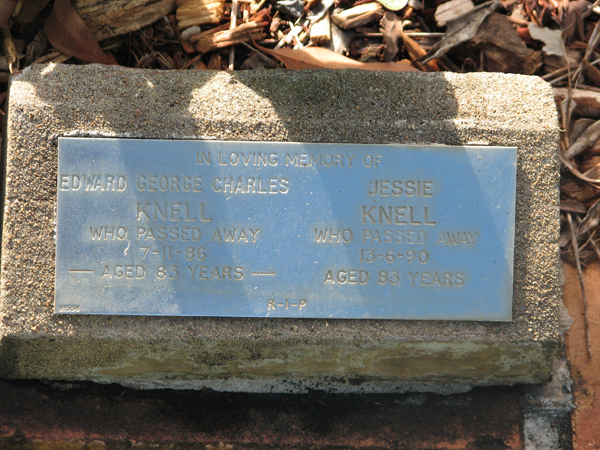 IN LOVING MEMORY OF
EDWARD GEORGE CHARLES
KNELL
WHO PASSED AWAY
7-11-86
— AGED 83 YEARS —
JESSIE
KNELL
WHO PASSED AWAY
13-6-90
AGED 83 YEARS
R-I-P